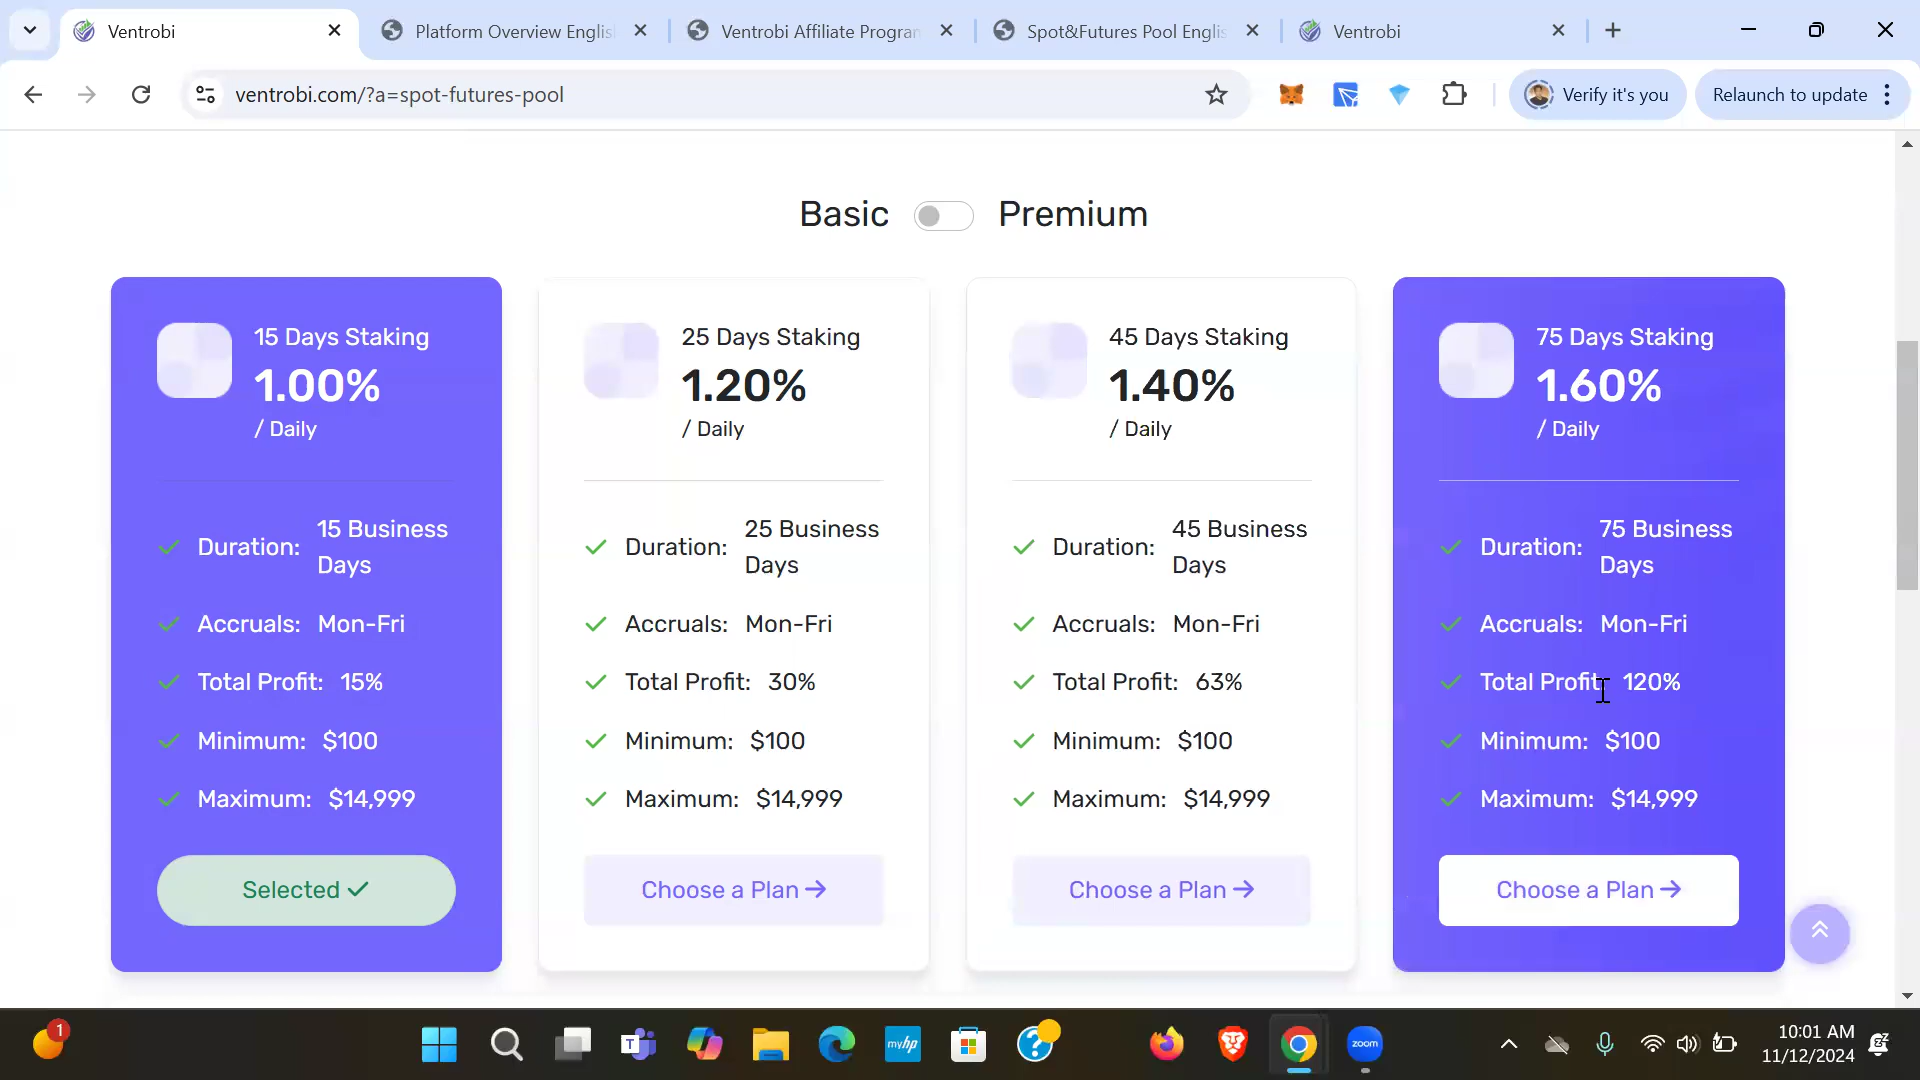 Ventrobi
Platform Overview Englis
Ventrobi Affiliate Program
Spot&Futures Pool Englis
Ventrobi
ventrobi.com/?a=spot-futures-pool
Verify it's you
Relaunch to update
Basic
Premium
15 Days Staking
1.00%
/ Daily
Duration: 15 Business
Days
Accruals: Mon-Fri
Total Profit: 15%
Minimum: $100
Maximum: $14,999
Selected
25 Days Staking
1.20%
/ Daily
Duration: 25 Business
Days
Accruals: Mon-Fri
Total Profit: 30%
Minimum: $100
Maximum: $14,999
Choose a Plan
45 Days Staking
1.40%
/ Daily
Duration: 45 Business
Days
Accruals: Mon-Fri
Total Profit: 63%
Minimum: $100
Maximum: $14,999
Choose a Plan
75 Days Staking
1.60%
/ Daily
Duration: 75 Business
Days
Accruals: Mon-Fri
Total Profit: 120%
Minimum: $100
Maximum: $14,999
Choose a Plan
1
myhp
zoom
10:01 AM
11/12/2024